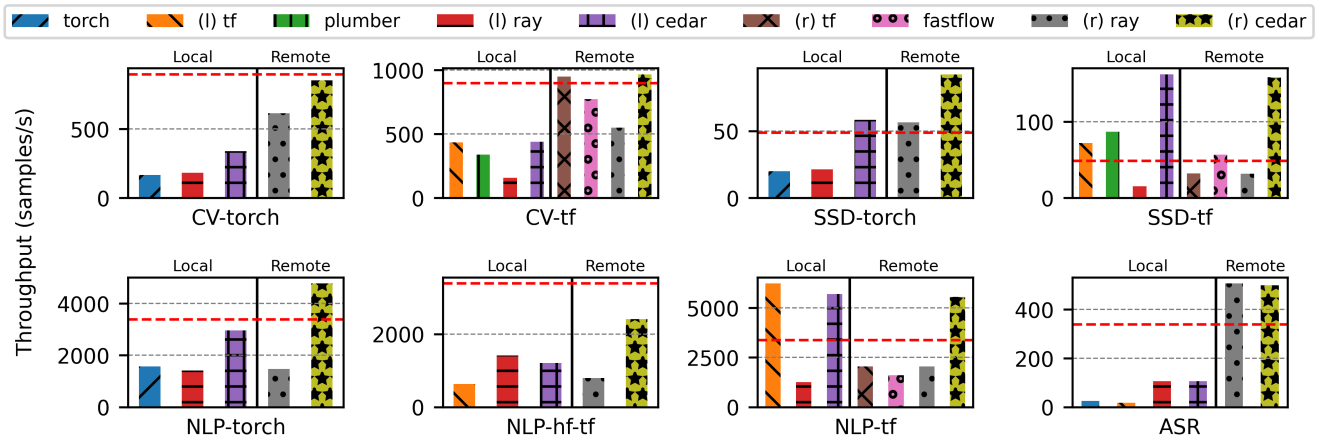 torch (l) tf plumber (l) ray (l) cedar (r) tf fastflow (r) ray (r) cedar
Throughput (samples/s)
Local Remote
500
0
CV-torch
Local Remote
1000
500
0
CV-tf
Local Remote
50
0
SSD-torch
Local Remote
100
0
SSD-tf
Local Remote
4000
2000
0
NLP-torch
Local Remote
2000
0
NLP-hf-tf
Local Remote
5000
2500
0
NLP-tf
Local Remote
400
200
0
ASR